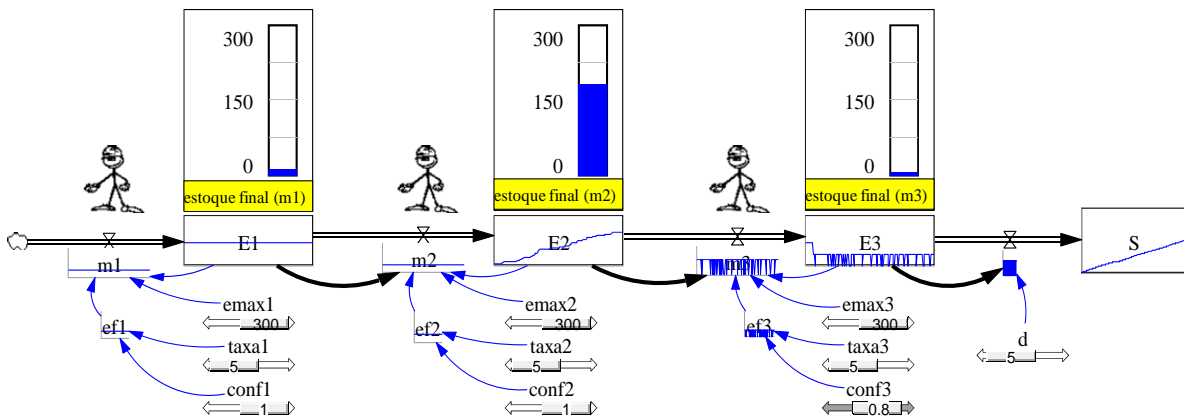 300
150
0
estoque final (m1)
300
150
0
estoque final (m2)
300
150
0
estoque final (m3)
E1
E2
E3
S
m1
m2
m3
emax1
300
emax2
300
emax3
300
ef1
ef2
ef3
taxa1
5
taxa2
5
taxa3
5
d
5
conf1
1
conf2
1
conf3
0.8